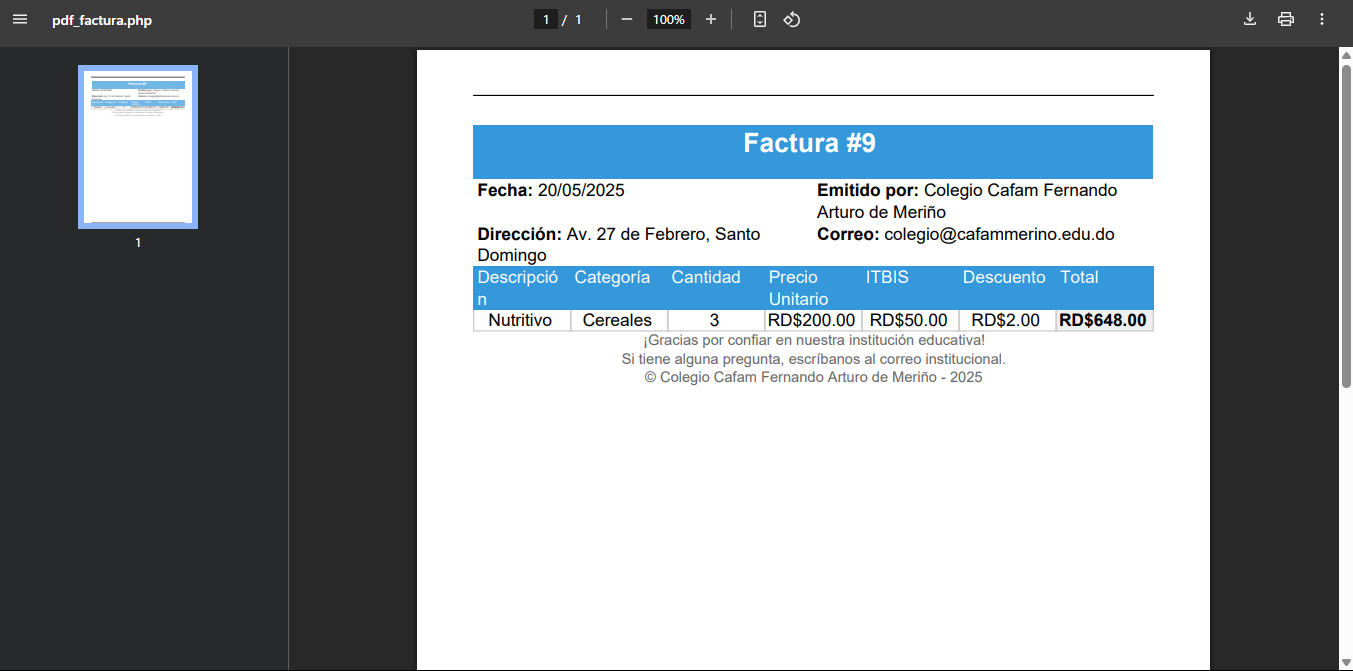 pdf_factura.php
1 / 1
100%
1
Factura #9
Fecha: 20/05/2025
Emitido por: Colegio Cafam Fernando
Arturo de Meriño
Dirección: Av. 27 de Febrero, Santo
Domingo
Correo: colegio@cafammerino.edu.do
Descripció
n
Categoría
Cantidad
Precio
Unitario
ITBIS
Descuento
Total
Nutritivo
Cereales
3
RD$200.00
RD$50.00
RD$2.00
RD$648.00
¡Gracias por confiar en nuestra institución educativa!
Si tiene alguna pregunta, escríbanos al correo institucional.
© Colegio Cafam Fernando Arturo de Meriño - 2025